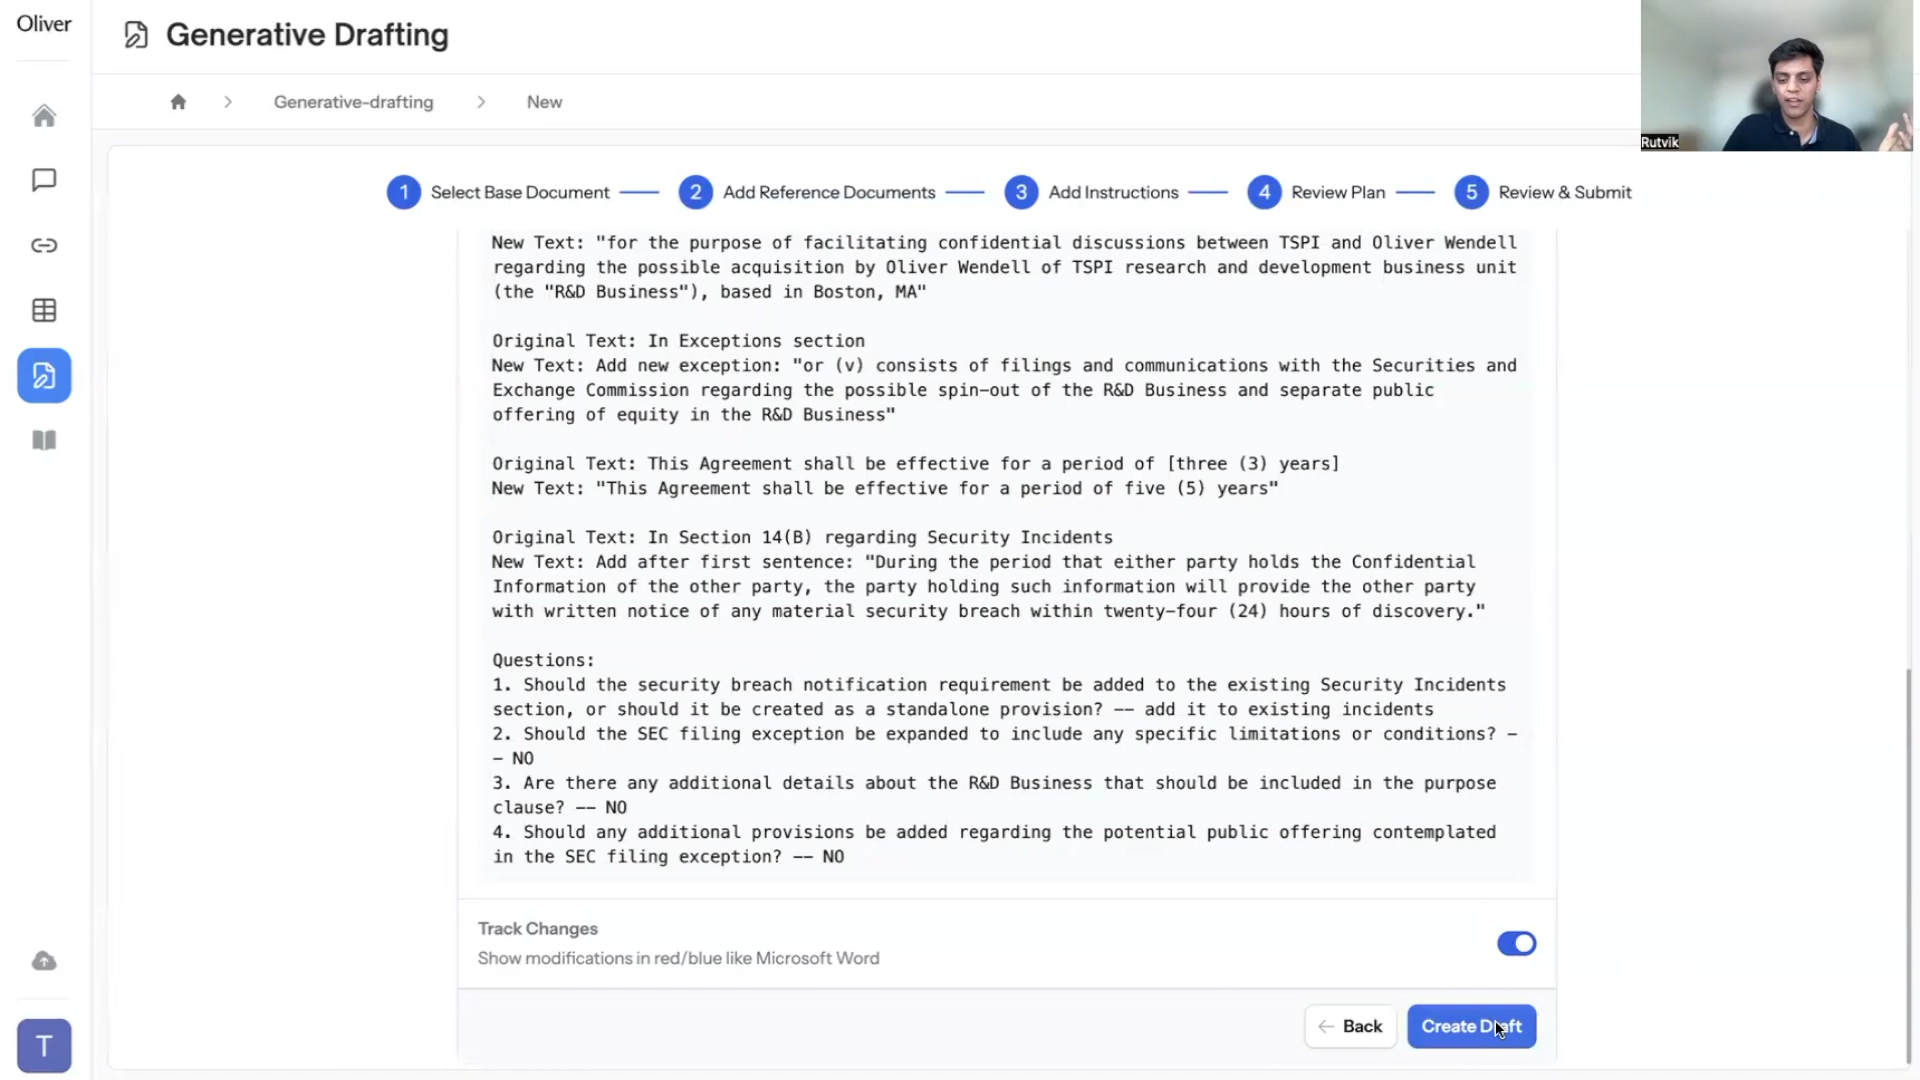 Oliver
Generative Drafting
Generative-drafting
New
Rutvik
1 Select Base Document
2 Add Reference Documents
3 Add Instructions
4 Review Plan
5 Review & Submit
New Text: "for the purpose of facilitating confidential discussions between TSPI and Oliver Wendell
regarding the possible acquisition by Oliver Wendell of TSPI research and development business unit
(the "R&D Business"), based in Boston, MA"
Original Text: In Exceptions section
New Text: Add new exception: "or (v) consists of filings and communications with the Securities and
Exchange Commission regarding the possible spin-out of the R&D Business and separate public
offering of equity in the R&D Business"
Original Text: This Agreement shall be effective for a period of [three (3) years]
New Text: "This Agreement shall be effective for a period of five (5) years"
Original Text: In Section 14(B) regarding Security Incidents
New Text: Add after first sentence: "During the period that either party holds the Confidential
Information of the other party, the party holding such information will provide the other party
with written notice of any material security breach within twenty-four (24) hours of discovery."
Questions:
1. Should the security breach notification requirement be added to the existing Security Incidents
section, or should it be created as a standalone provision? -- add it to existing incidents
2. Should the SEC filing exception be expanded to include any specific limitations or conditions? -
- NO
3. Are there any additional details about the R&D Business that should be included in the purpose
clause? -- NO
4. Should any additional provisions be added regarding the potential public offering contemplated
in the SEC filing exception? -- NO
Track Changes
Show modifications in red/blue like Microsoft Word
Back
Create Draft
T